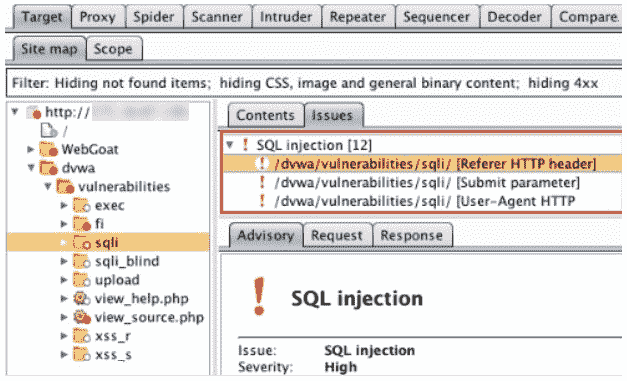 Target Proxy Spider Scanner Intruder Repeater Sequencer Decoder Compare
Site map Scope
Filter: Hiding not found items; hiding CSS, image and general binary content; hiding 4xx
http://
/
WebGoat
dvwa
vulnerabilities
exec
fi
sqli
sqli_blind
upload
view_help.php
view_source.php
xss_r
xss_s
Contents Issues
SQL injection [12]
/dvwa/vulnerabilities/sqli/ [Referer HTTP header]
/dvwa/vulnerabilities/sqli/ [Submit parameter]
/dvwa/vulnerabilities/sqli/ [User-Agent HTTP
Advisory Request Response
! SQL injection
Issue: SQL injection
Severity: High